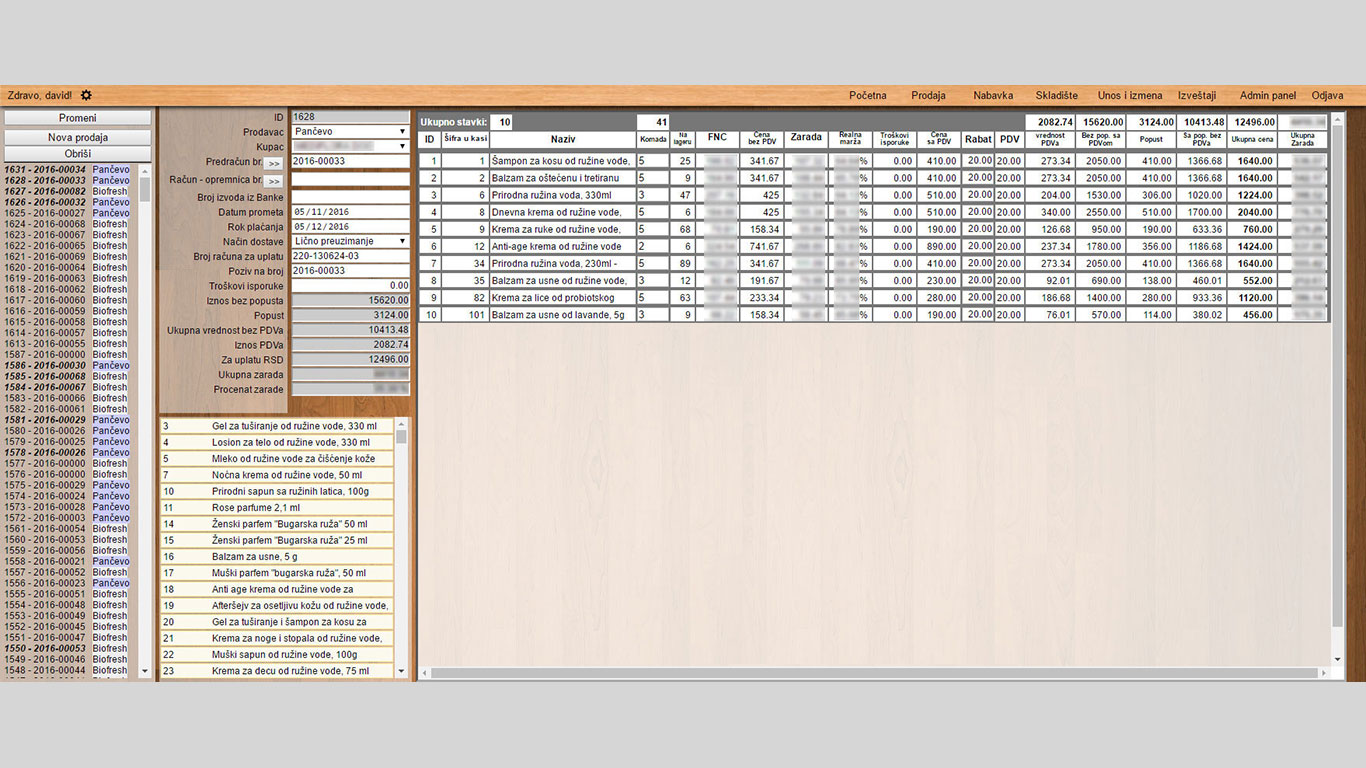 Zdravo, david!
Početna Prodaja Nabavka Skladište Unos i izmena Izveštaji Admin panel Odjava
Promeni
Nova prodaja
Obriši
1631 - 2016-00034 Pančevo
1628 - 2016-00033 Pančevo
1627 - 2016-00082 Biofresh
1626 - 2016-00032 Pančevo
1625 - 2016-00027 Pančevo
1624 - 2016-00068 Biofresh
1623 - 2016-00067 Biofresh
1622 - 2016-00065 Biofresh
1621 - 2016-00069 Biofresh
1620 - 2016-00064 Biofresh
1619 - 2016-00063 Biofresh
1618 - 2016-00062 Biofresh
1617 - 2016-00060 Biofresh
1616 - 2016-00059 Biofresh
1615 - 2016-00058 Biofresh
1614 - 2016-00057 Biofresh
1613 - 2016-00055 Biofresh
1587 - 2016-00000 Biofresh
1586 - 2016-00030 Pančevo
1585 - 2016-00068 Biofresh
1584 - 2016-00067 Biofresh
1583 - 2016-00066 Biofresh
1582 - 2016-00061 Biofresh
1581 - 2016-00029 Pančevo
1580 - 2016-00026 Pančevo
1579 - 2016-00025 Pančevo
1578 - 2016-00026 Pančevo
1577 - 2016-00000 Biofresh
1576 - 2016-00000 Biofresh
1575 - 2016-00029 Pančevo
1574 - 2016-00024 Pančevo
1573 - 2016-00028 Pančevo
1572 - 2016-00003 Pančevo
1561 - 2016-00054 Biofresh
1560 - 2016-00053 Biofresh
1559 - 2016-00056 Biofresh
1558 - 2016-00021 Pančevo
1557 - 2016-00052 Biofresh
1556 - 2016-00023 Pančevo
1555 - 2016-00051 Biofresh
1554 - 2016-00048 Biofresh
1553 - 2016-00049 Biofresh
1552 - 2016-00045 Biofresh
1551 - 2016-00047 Biofresh
1550 - 2016-00053 Biofresh
1549 - 2016-00046 Biofresh
1548 - 2016-00044 Biofresh
ID 1628
Prodavac Pančevo
Kupac
Predračun br. >> 2016-00033
Račun - opremnica br. >>
Broj izvoda iz Banke
Datum prometa 05/11/2016
Rok plaćanja 05/12/2016
Način dostave Lično preuzimanje
Broj računa za uplatu 220-130624-03
Poziv na broj 2016-00033
Troškovi isporuke 0.00
Iznos bez popusta 15620.00
Popust 3124.00
Ukupna vrednost bez PDVa 10413.48
Iznos PDVa 2082.74
Za uplatu RSD 12496.00
Ukupna zarada
Procenat zarade
3 Gel za tuširanje od ružine vode, 330 ml
4 Losion za telo od ružine vode, 330 ml
5 Mleko od ružine vode za čišćenje kože
7 Noćna krema od ružine vode, 50 ml
10 Prirodni sapun sa ružinih latica, 100g
11 Rose parfume 2,1 ml
14 Ženski parfem "Bugarska ruža" 50 ml
15 Ženski parfem "Bugarska ruža" 25 ml
16 Balzam za usne, 5 g
17 Muški parfem "bugarska ruža", 50 ml
18 Anti age krema od ružine vode za
19 Afteršejv za osetljivu kožu od ružine vode,
20 Gel za tuširanje i šampon za kosu za
21 Krema za noge i stopala od ružine vode,
22 Muški sapun od ružine vode, 100g
23 Krema za decu od ružine vode, 75 ml
Ukupno stavki: 10 41 2082.74 15620.00 3124.00 10413.48 12496.00
ID Šifra u kasi Naziv Komada Na lageru FNC Cena bez PDV Zarada Realna marža Troškovi isporuke Cena sa PDV Rabat PDV vrednost PDVa Bez pop. sa PDVom Popust Sa pop. bez PDVa Ukupna cena Ukupna Zarada
1 1 Šampon za kosu od ružine vode, 5 25 341.67 % 0.00 410.00 20.00 20.00 273.34 2050.00 410.00 1366.68 1640.00
2 2 Balzam za oštećenu i tretiranu 5 9 341.67 % 0.00 410.00 20.00 20.00 273.34 2050.00 410.00 1366.68 1640.00
3 6 Prirodna ružina voda, 330ml 3 47 425 % 0.00 510.00 20.00 20.00 204.00 1530.00 306.00 1020.00 1224.00
4 8 Dnevna krema od ružine vode, 5 6 425 % 0.00 510.00 20.00 20.00 340.00 2550.00 510.00 1700.00 2040.00
5 9 Krema za ruke od ružine vode, 5 68 158.34 % 0.00 190.00 20.00 20.00 126.68 950.00 190.00 633.36 760.00
6 12 Anti-age krema od ružine vode 2 6 741.67 % 0.00 890.00 20.00 20.00 237.34 1780.00 356.00 1186.68 1424.00
7 34 Prirodna ružina voda, 230ml - 5 89 341.67 % 0.00 410.00 20.00 20.00 273.34 2050.00 410.00 1366.68 1640.00
8 35 Balzam za usne od ružine vode, 3 12 191.67 % 0.00 230.00 20.00 20.00 92.01 690.00 138.00 460.01 552.00
9 82 Krema za lice od probiotskog 5 63 233.34 % 0.00 280.00 20.00 20.00 186.68 1400.00 280.00 933.36 1120.00
10 101 Balzam za usne od lavande, 5g 3 9 158.34 % 0.00 190.00 20.00 20.00 76.01 570.00 114.00 380.02 456.00